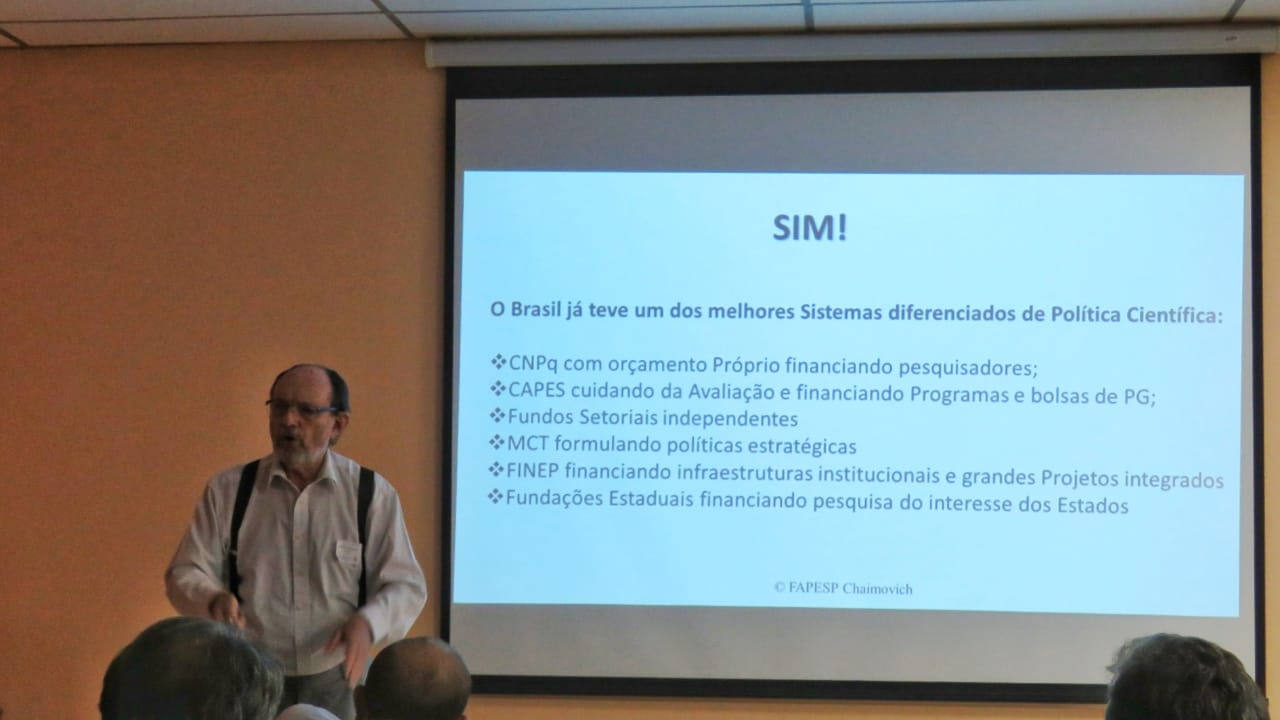 SIM!
O Brasil já teve um dos melhores Sistemas diferenciados de Política Científica:
❖CNPq com orçamento Próprio financiando pesquisadores;
❖CAPES cuidando da Avaliação e financiando Programas e bolsas de PG;
❖Fundos Setoriais independentes
❖MCT formulando políticas estratégicas
❖FINEP financiando infraestruturas institucionais e grandes Projetos integrados
❖Fundações Estaduais financiando pesquisa do interesse dos Estados
© FAPESP Chaimovich